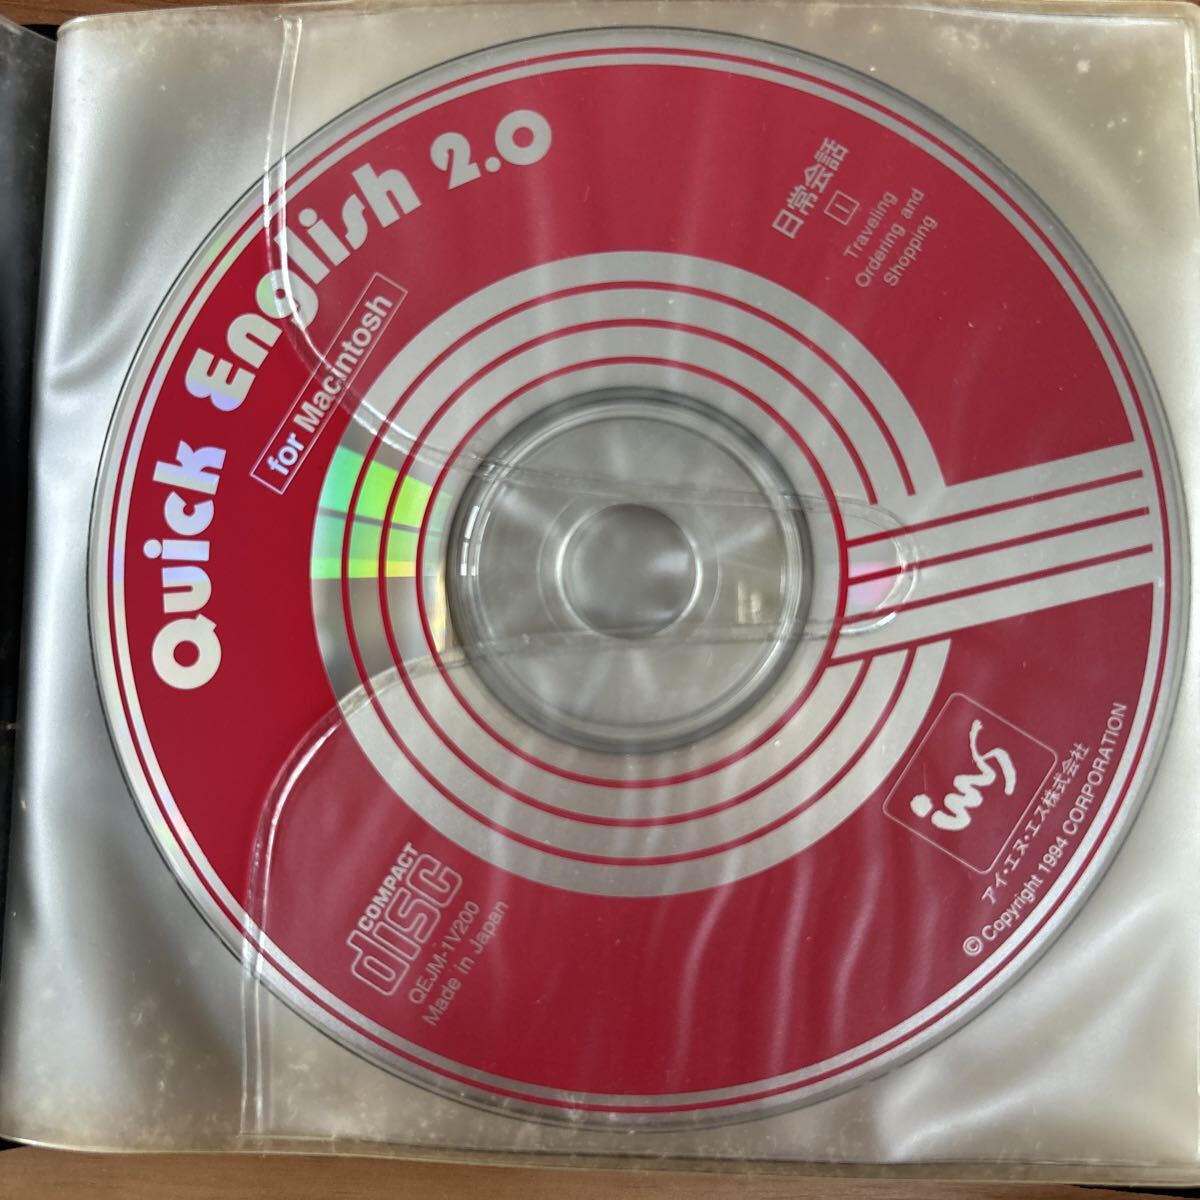 Quick English 2.0
for Macintosh
日常会話
I
Traveling
Ordering and
Shopping
ins
アイ・エヌ・エス株式会社
© Copyright 1994 CORPORATION
COMPACT
disc
QEJM-1V200
Made in Japan